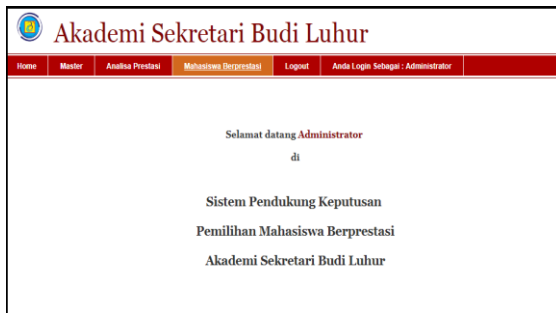 Akademi Sekretari Budi Luhur
Home Master Analisa Prestasi Mahasiswa Berprestasi Logout Anda Login Sebagai : Administrator
Selamat datang Administrator
di
Sistem Pendukung Keputusan
Pemilihan Mahasiswa Berprestasi
Akademi Sekretari Budi Luhur